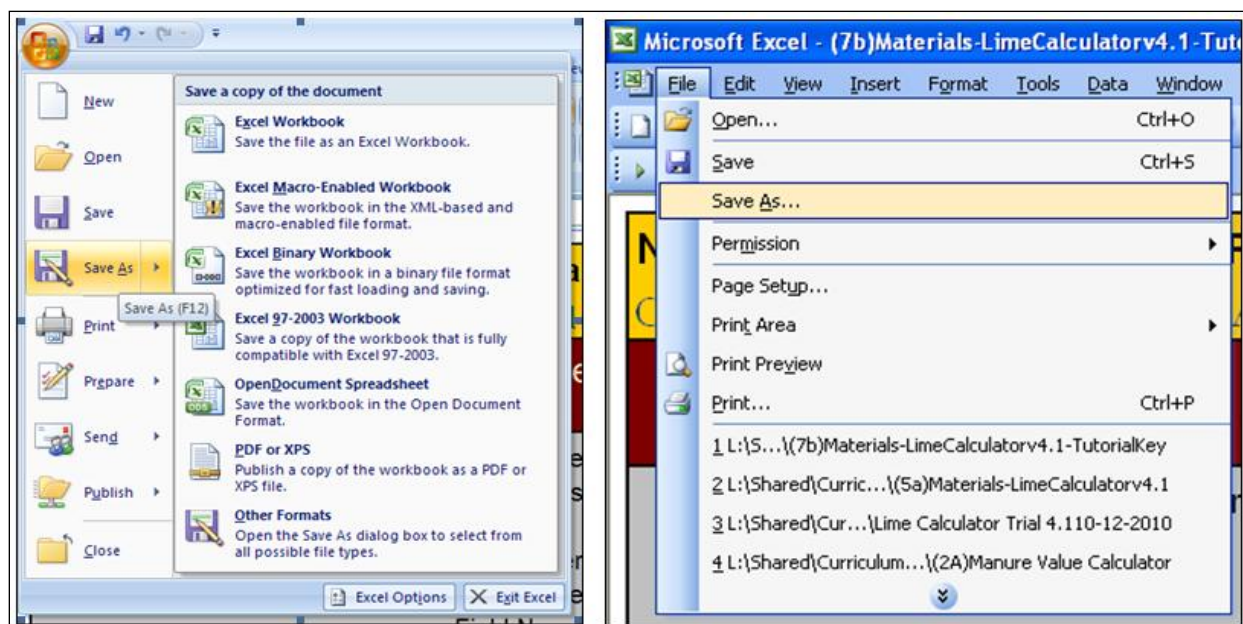 New
Open
Save
Save As
Save As (F12)
Print
Prepare
Send
Publish
Close
Save a copy of the document
Excel Workbook
Save the file as an Excel Workbook.
Excel Macro-Enabled Workbook
Save the workbook in the XML-based and
macro-enabled file format.
Excel Binary Workbook
Save the workbook in a binary file format
optimized for fast loading and saving.
Excel 97-2003 Workbook
Save a copy of the workbook that is fully
compatible with Excel 97-2003.
OpenDocument Spreadsheet
Save the workbook in the Open Document
Format.
PDF or XPS
Publish a copy of the workbook as a PDF or
XPS file.
Other Formats
Open the Save As dialog box to select from
all possible file types.
Excel Options Exit Excel
Microsoft Excel - (7b)Materials-LimeCalculatorv4.1-Tut
File Edit View Insert Format Tools Data Window
Open... Ctrl+O
Save Ctrl+S
Save As...
Permission
Page Setup...
Print Area
Print Preview
Print... Ctrl+P
1 L:\S...\(7b)Materials-LimeCalculatorv4.1-TutorialKey
2 L:\Shared\Curric...\(5a)Materials-LimeCalculatorv4.1
3 L:\Shared\Cur...\Lime Calculator Trial 4.110-12-2010
4 L:\Shared\Curriculum...\(2A)Manure Value Calculator